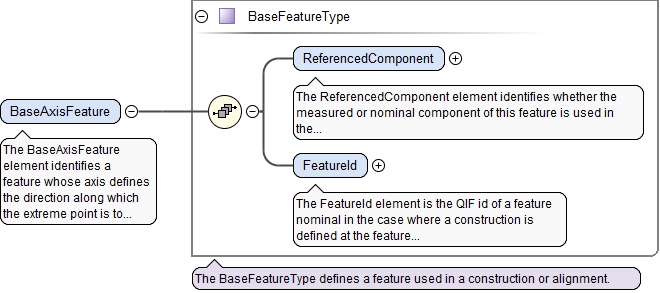 BaseFeatureType
ReferencedComponent
The ReferencedComponent element identifies whether the
measured or nominal component of this feature is used in
the...
BaseAxisFeature
The BaseAxisFeature
element identifies a
feature whose axis defines
the direction along which
the extreme point is to...
FeatureId
The FeatureId element is the QIF id of a feature
nominal in the case where a construction is
defined at the feature...
The BaseFeatureType defines a feature used in a construction or alignment.